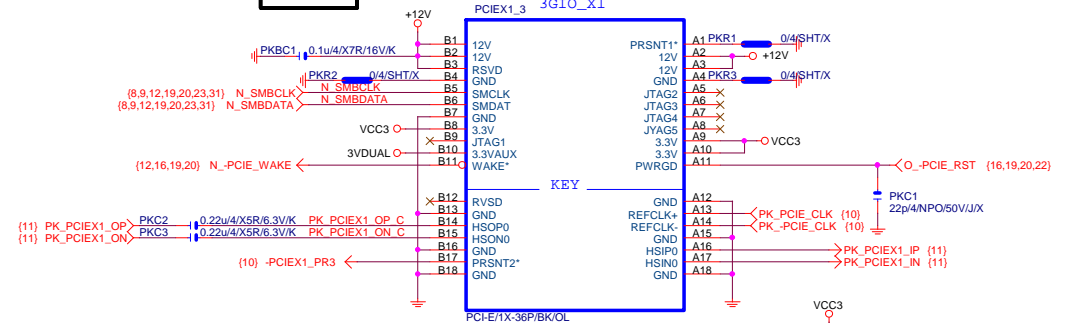 PCIEX1_3 3GIO_X1
+12V
B1 12V PRSNT1* A1 PKR1 0/4/SHT/X
PKBC1 0.1u/4/X7R/16V/K B2 12V 12V A2 +12V
B3 RSVD 12V A3
PKR2 0/4/SHT/X B4 GND GND A4 PKR3 0/4/SHT/X
{8,9,12,19,20,23,31} N_SMBCLK N_SMBCLK B5 SMCLK JTAG2 A5
{8,9,12,19,20,23,31} N_SMBDATA N_SMBDATA B6 SMDAT JTAG3 A6
B7 GND JTAG4 A7
VCC3 B8 3.3V JYAG5 A8
B9 JTAG1 3.3V A9 VCC3
3VDUAL B10 3.3VAUX 3.3V A10
{12,16,19,20} N_-PCIE_WAKE B11 WAKE* PWRGD A11 O_-PCIE_RST {16,19,20,22}
KEY
B12 RVSD GND A12 PKC1
22p/4/NPO/50V/J/X
B13 GND REFCLK+ A13 PK_PCIE_CLK {10}
{11} PK_PCIEX1_OP PKC2 0.22u/4/X5R/6.3V/K PK_PCIEX1_OP_C B14 HSOP0 REFCLK- A14 PK_-PCIE_CLK {10}
{11} PK_PCIEX1_ON PKC3 0.22u/4/X5R/6.3V/K PK_PCIEX1_ON_C B15 HSON0 GND A15
B16 GND HSIP0 A16 PK_PCIEX1_IP {11}
{10} -PCIEX1_PR3 B17 PRSNT2* HSIN0 A17 PK_PCIEX1_IN {11}
B18 GND GND A18
PCI-E/1X-36P/BK/OL
VCC3